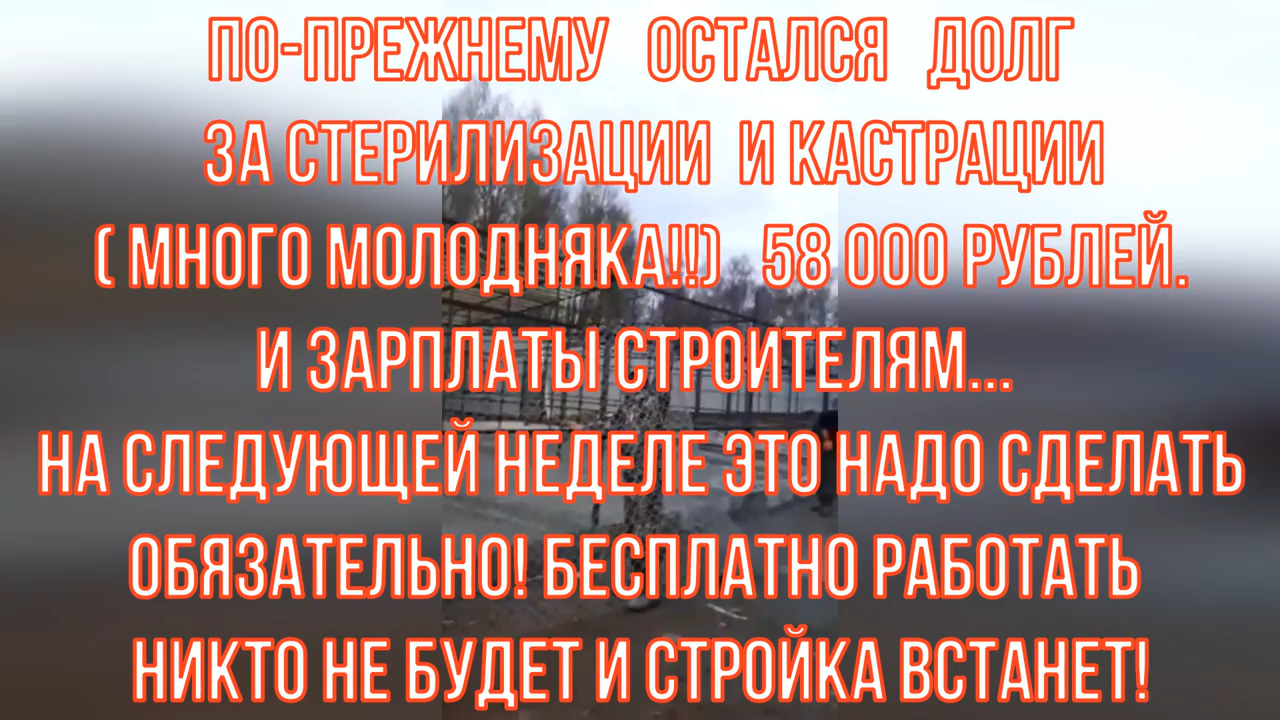 ПО-ПРЕЖНЕМУ ОСТАЛСЯ ДОЛГ
ЗА СТЕРИЛИЗАЦИИ И КАСТРАЦИИ
( МНОГО МОЛОДНЯКА!!) 58 000 РУБЛЕЙ.
И ЗАРПЛАТЫ СТРОИТЕЛЯМ...
НА СЛЕДУЮЩЕЙ НЕДЕЛЕ ЭТО НАДО СДЕЛАТЬ
ОБЯЗАТЕЛЬНО! БЕСПЛАТНО РАБОТАТЬ
НИКТО НЕ БУДЕТ И СТРОЙКА ВСТАНЕТ!